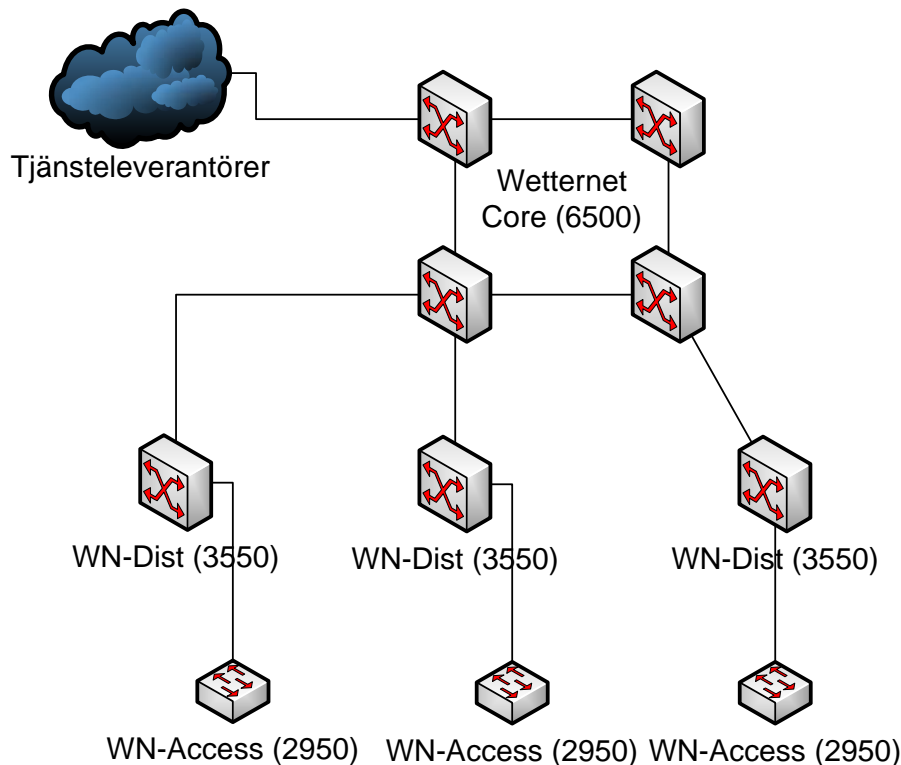 Tjänsteleverantörer
Wetternet
Core (6500)
WN-Dist (3550)
WN-Dist (3550)
WN-Dist (3550)
WN-Access (2950)
WN-Access (2950)
WN-Access (2950)